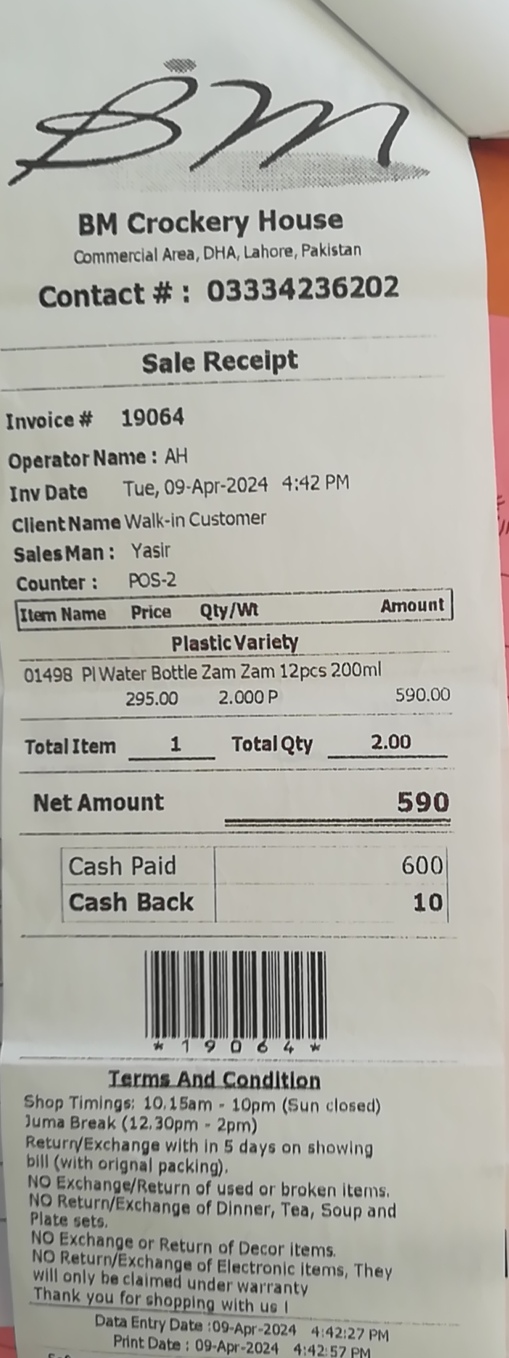 BM
BM Crockery House
Commercial Area, DHA, Lahore, Pakistan
Contact # : 03334236202
Sale Receipt
Invoice # 19064
Operator Name : AH
Inv Date Tue, 09-Apr-2024 4:42 PM
Client Name Walk-in Customer
Sales Man : Yasir
Counter : POS-2
Item Name Price Qty/Wt Amount
Plastic Variety
01498 Pl Water Bottle Zam Zam 12pcs 200ml
295.00 2.000 P 590.00
Total Item 1 Total Qty 2.00
Net Amount 590
Cash Paid 600
Cash Back 10
* 1 9 0 6 4 *
Terms And Condition
Shop Timings: 10.15am - 10pm (Sun closed)
Juma Break (12.30pm - 2pm)
Return/Exchange with in 5 days on showing
bill (with orignal packing).
NO Exchange/Return of used or broken items.
NO Return/Exchange of Dinner, Tea, Soup and
Plate sets.
NO Exchange or Return of Decor items.
NO Return/Exchange of Electronic items, They
will only be claimed under warranty
Thank you for shopping with us !
Data Entry Date :09-Apr-2024 4:42:27 PM
Print Date : 09-Apr-2024 4:42:57 PM